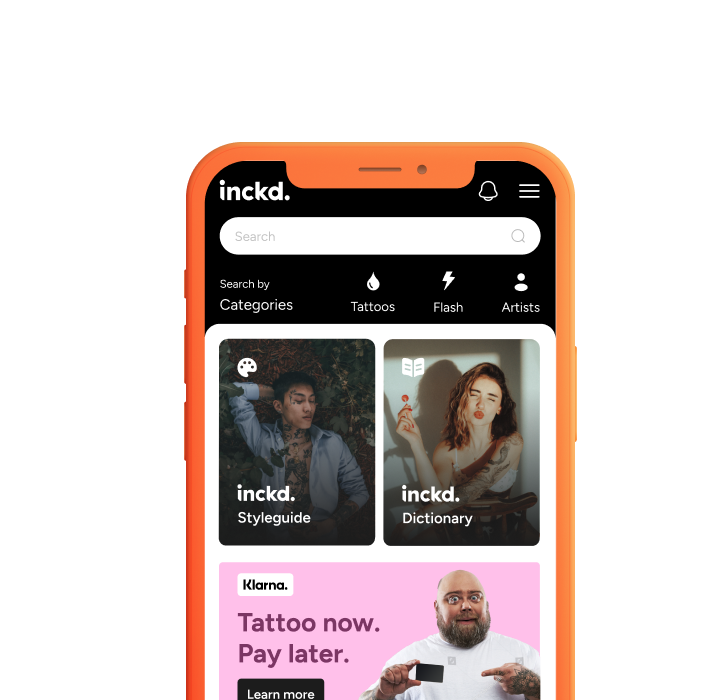 inckd.
Search
Search by
Categories
Tattoos
Flash
Artists
inckd.
Styleguide
inckd.
Dictionary
Klarna.
Tattoo now.
Pay later.
Learn more